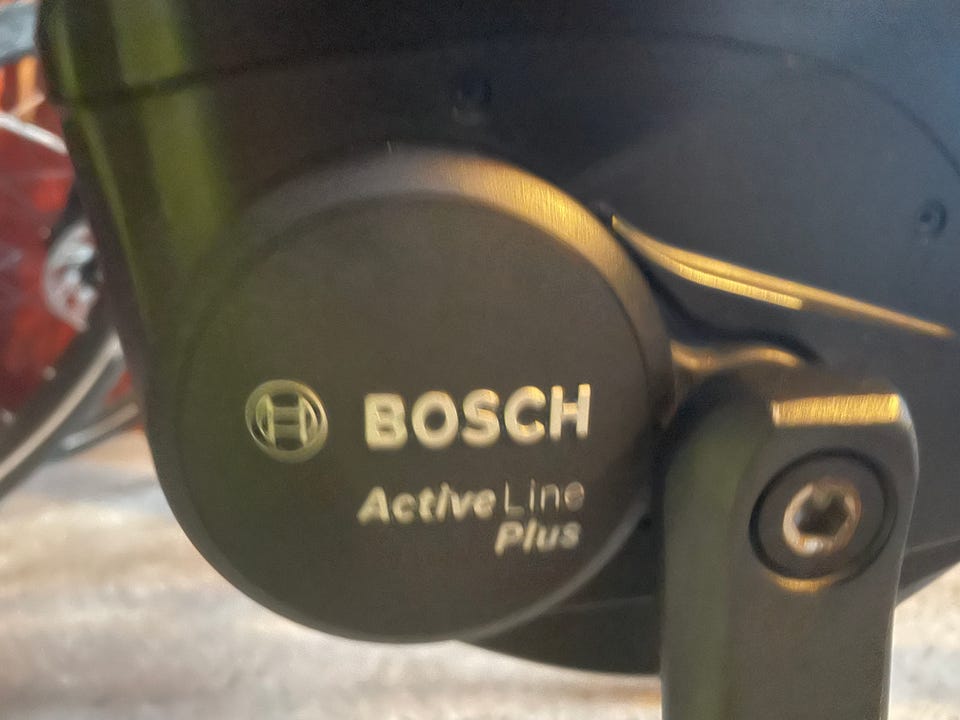 BOSCH
Active Line
Plus